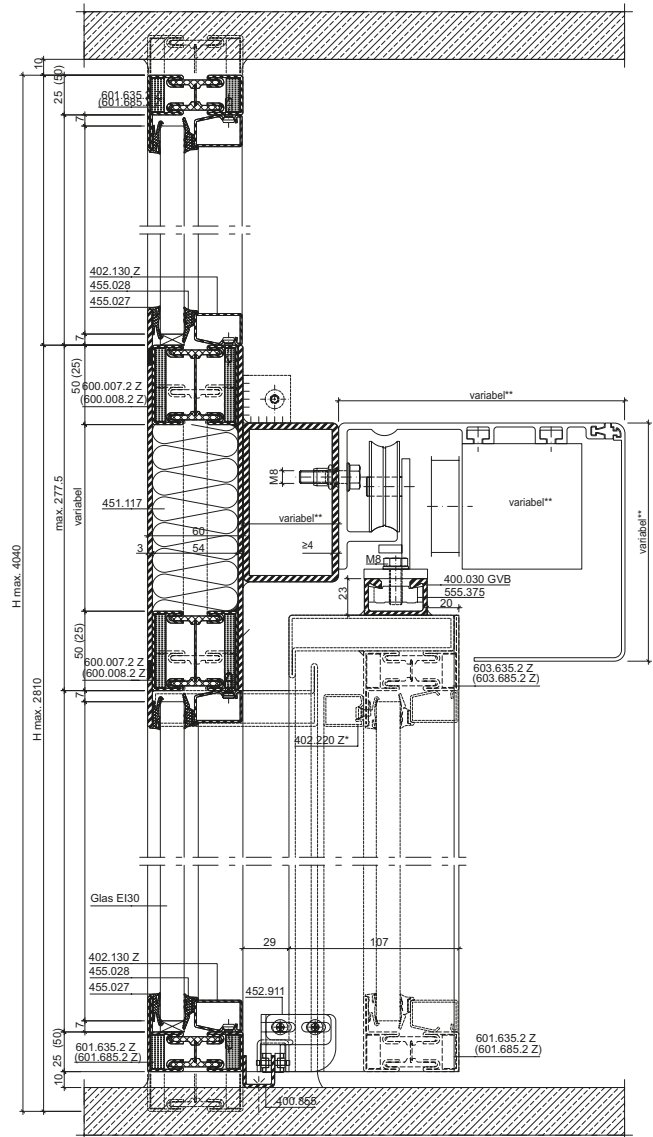 10
25 (50)
601.635.2 Z
(601.685.2 Z)
7
402.130 Z
455.028
455.027
7
50 (25)
600.007.2 Z
(600.008.2 Z)
variabel**
M8
variabel**
variabel**
variabel
max. 277.5
451.117
variabel**
60
3
54
≥4
M8
400.030 GVB
555.375
20
23
H max. 4040
50 (25)
600.007.2 Z
(600.008.2 Z)
603.635.2 Z
(603.685.2 Z)
7
H max. 2810
402.220 Z*
Glas EI30
29
107
402.130 Z
455.028
455.027
452.911
7
25 (50)
601.635.2 Z
(601.685.2 Z)
601.635.2 Z
(601.685.2 Z)
10
400.855